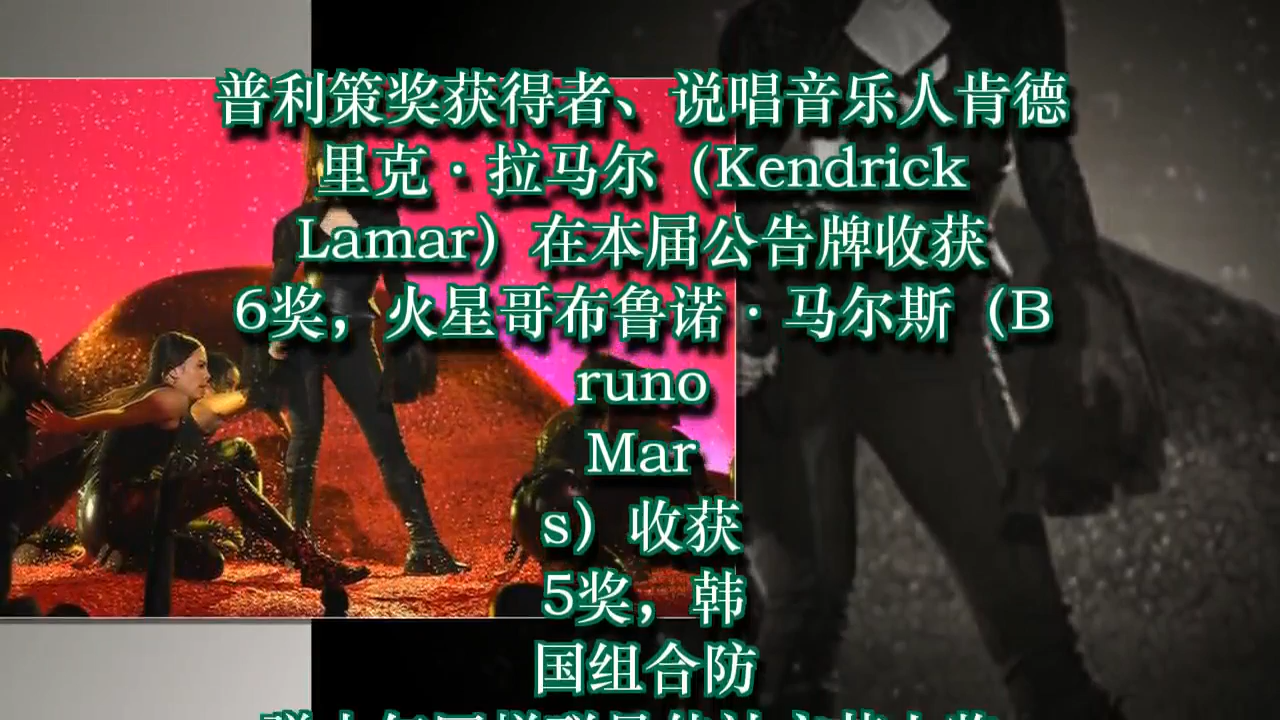 普利策奖获得者、说唱音乐人肯德
里克·拉马尔（Kendrick
Lamar）在本届公告牌收获
6奖，火星哥布鲁诺·马尔斯（B
runo
Mar
s）收获
5奖，韩
国组合防